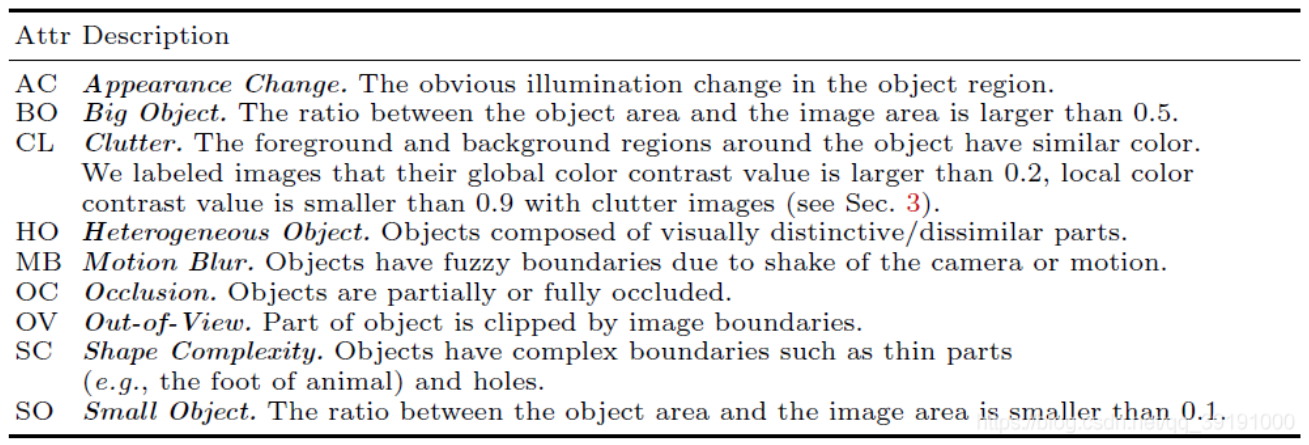 Attr Description
AC Appearance Change. The obvious illumination change in the object region.
BO Big Object. The ratio between the object area and the image area is larger than 0.5.
CL Clutter. The foreground and background regions around the object have similar color.
We labeled images that their global color contrast value is larger than 0.2, local color
contrast value is smaller than 0.9 with clutter images (see Sec. 3).
HO Heterogeneous Object. Objects composed of visually distinctive/dissimilar parts.
MB Motion Blur. Objects have fuzzy boundaries due to shake of the camera or motion.
OC Occlusion. Objects are partially or fully occluded.
OV Out-of-View. Part of object is clipped by image boundaries.
SC Shape Complexity. Objects have complex boundaries such as thin parts
(e.g., the foot of animal) and holes.
SO Small Object. The ratio between the object area and the image area is smaller than 0.1.
https://blog.csdn.net/qq_39191000